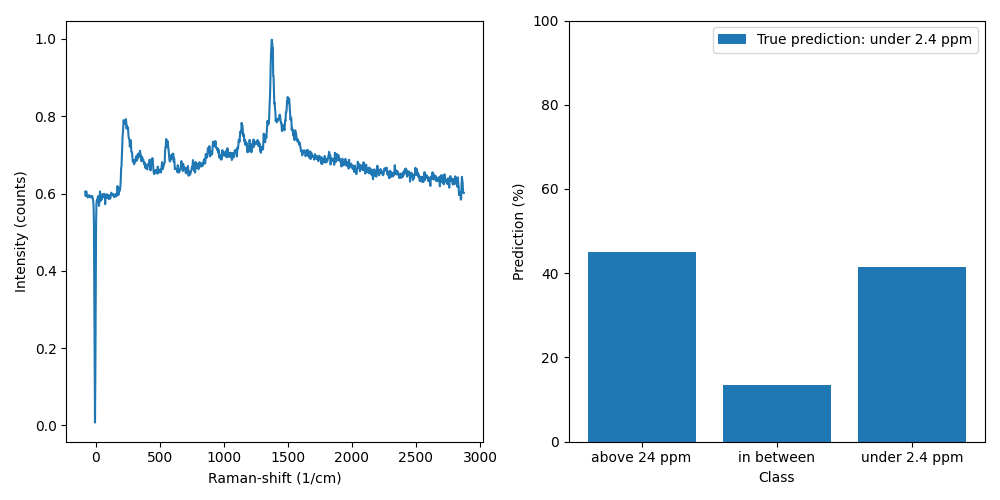 1.0
0.8
0.6
0.4
0.2
0.0
Intensity (counts)
0 500 1000 1500 2000 2500 3000
Raman-shift (1/cm)
True prediction: under 2.4 ppm
100
80
60
40
20
0
Prediction (%)
above 24 ppm in between under 2.4 ppm
Class